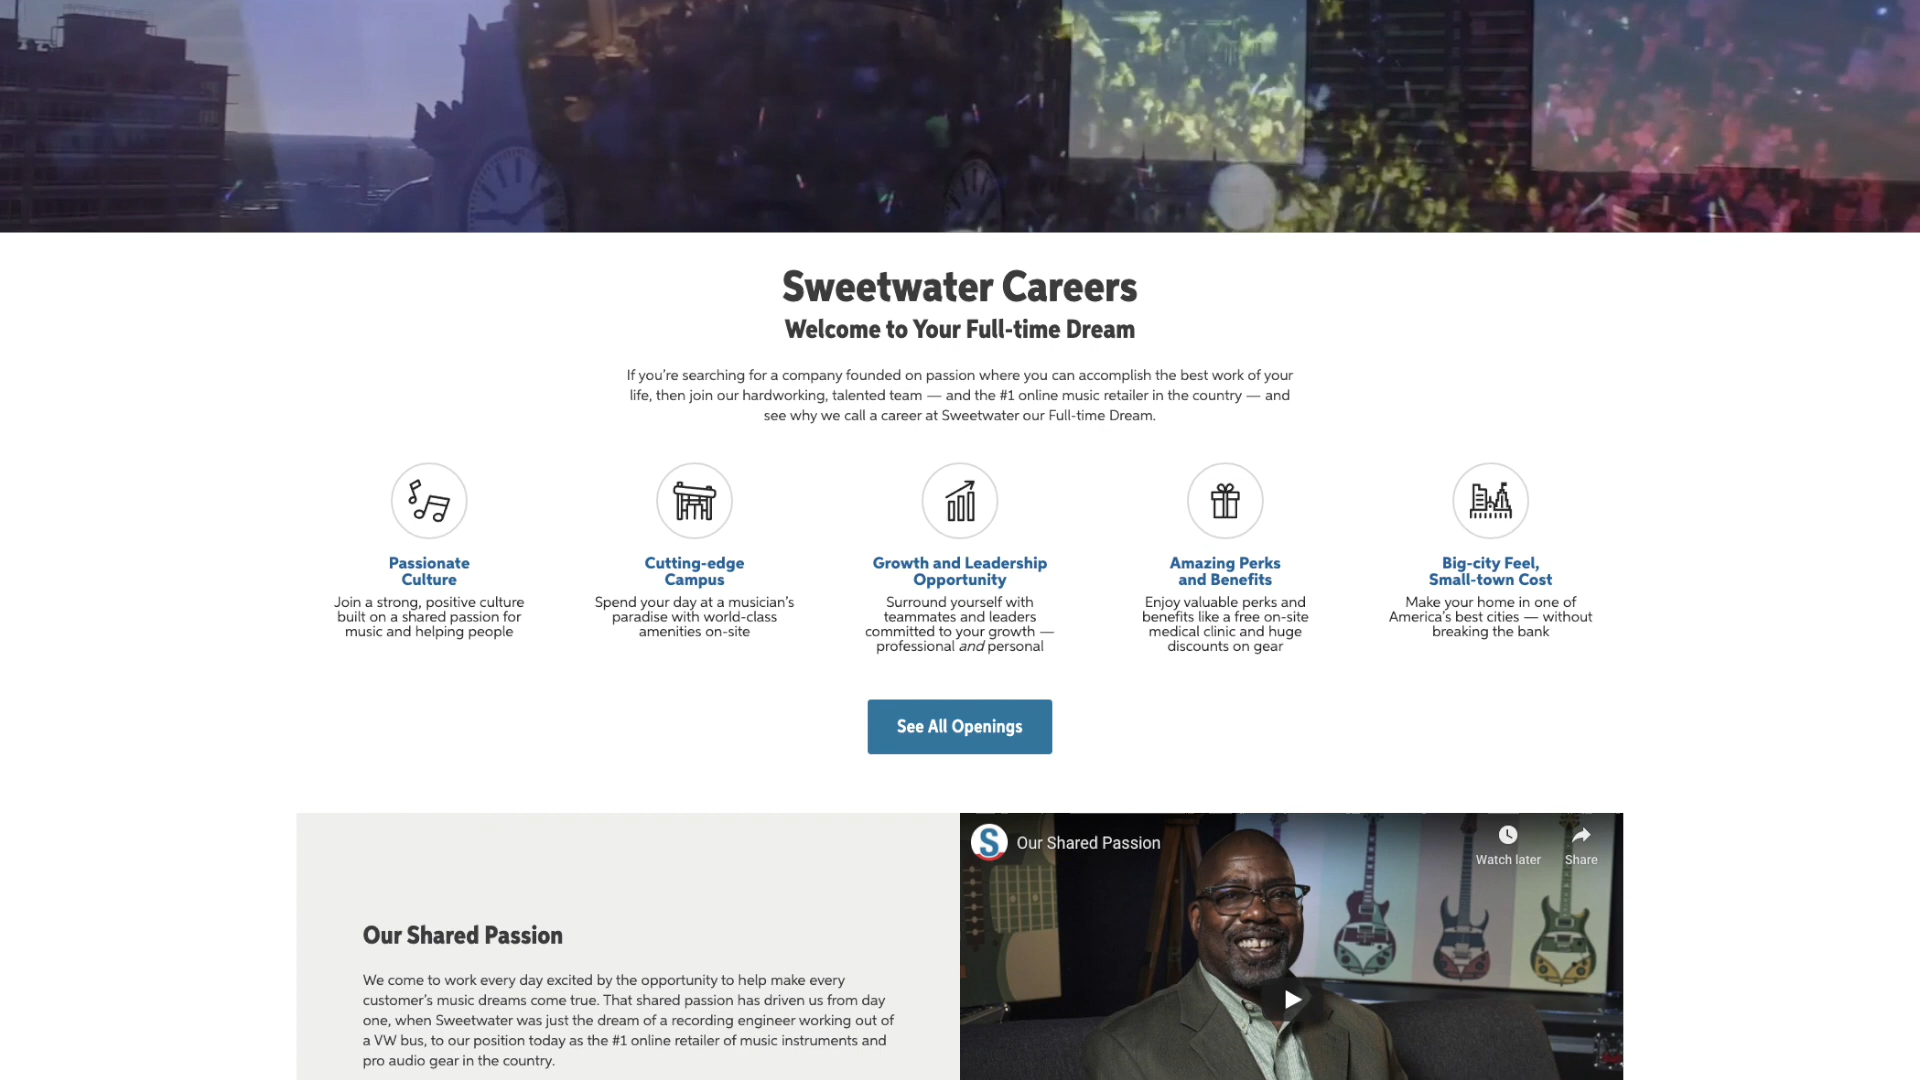 Sweetwater Careers
Welcome to Your Full-time Dream
If you’re searching for a company founded on passion where you can accomplish the best work of your
life, then join our hardworking, talented team — and the #1 online music retailer in the country — and
see why we call a career at Sweetwater our Full-time Dream.
Passionate
Culture
Join a strong, positive culture
built on a shared passion for
music and helping people
Cutting-edge
Campus
Spend your day at a musician’s
paradise with world-class
amenities on-site
Growth and Leadership
Opportunity
Surround yourself with
teammates and leaders
committed to your growth —
professional and personal
Amazing Perks
and Benefits
Enjoy valuable perks and
benefits like a free on-site
medical clinic and huge
discounts on gear
Big-city Feel,
Small-town Cost
Make your home in one of
America’s best cities — without
breaking the bank
See All Openings
Our Shared Passion
We come to work every day excited by the opportunity to help make every
customer’s music dreams come true. That shared passion has driven us from day
one, when Sweetwater was just the dream of a recording engineer working out of
a VW bus, to our position today as the #1 online retailer of music instruments and
pro audio gear in the country.
S
Our Shared Passion
Watch later
Share